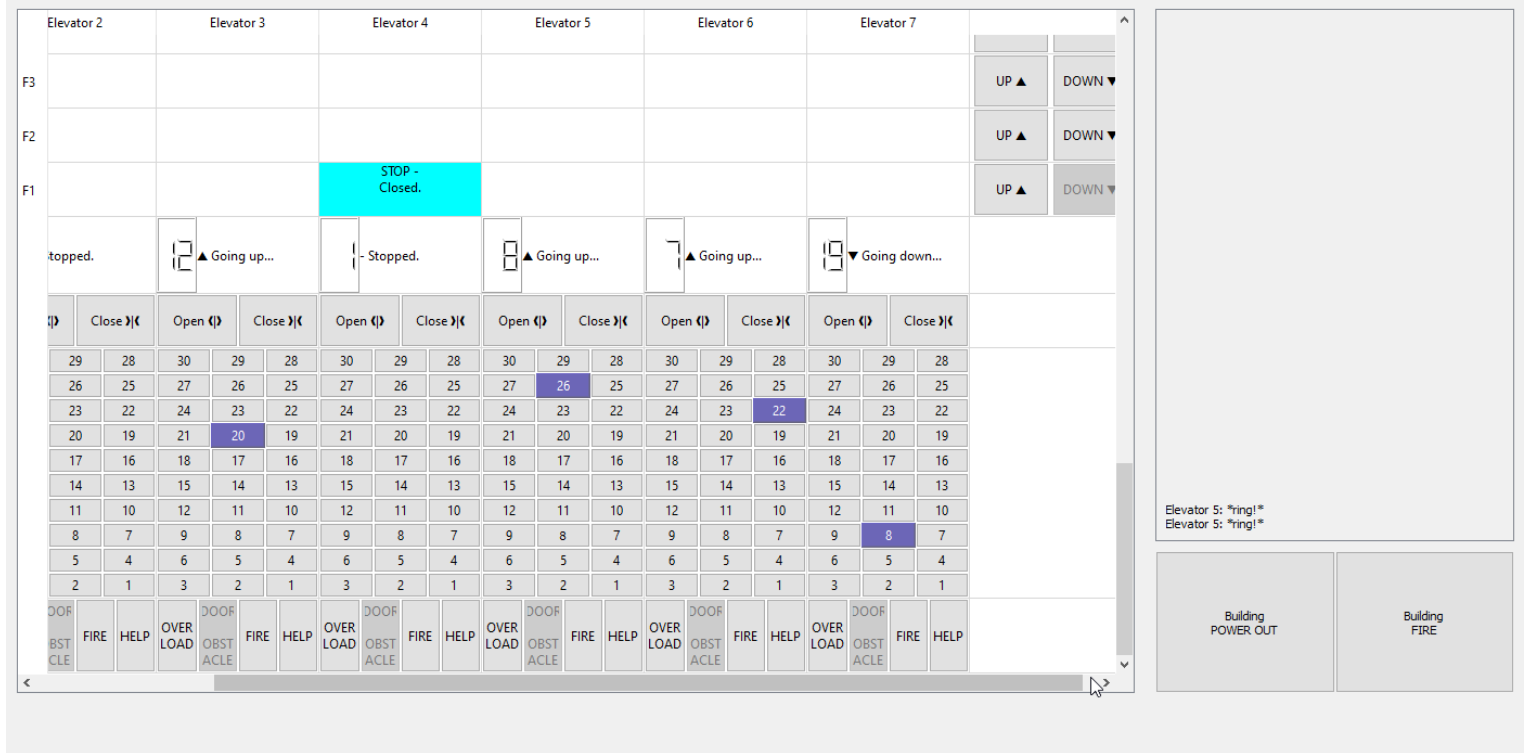 Elevator 2 Elevator 3 Elevator 4 Elevator 5 Elevator 6 Elevator 7
F3 UP ▲ DOWN ▼
F2 UP ▲ DOWN ▼
STOP -
Closed.
F1 UP ▲ DOWN ▼
topped. 12 ▲ Going up... 1 - Stopped. 8 ▲ Going up... 7 ▲ Going up... 19 ▼ Going down...
Close ❯|❮ Open ❮|❯ Close ❯|❮ Open ❮|❯ Close ❯|❮ Open ❮|❯ Close ❯|❮ Open ❮|❯ Close ❯|❮ Open ❮|❯ Close ❯|❮
29 28 30 29 28 30 29 28 30 29 28 30 29 28 30 29 28
26 25 27 26 25 27 26 25 27 26 25 27 26 25 27 26 25
23 22 24 23 22 24 23 22 24 23 22 24 23 22 24 23 22
20 19 21 20 19 21 20 19 21 20 19 21 20 19 21 20 19
17 16 18 17 16 18 17 16 18 17 16 18 17 16 18 17 16
14 13 15 14 13 15 14 13 15 14 13 15 14 13 15 14 13
11 10 12 11 10 12 11 10 12 11 10 12 11 10 12 11 10
8 7 9 8 7 9 8 7 9 8 7 9 8 7 9 8 7
5 4 6 5 4 6 5 4 6 5 4 6 5 4 6 5 4
2 1 3 2 1 3 2 1 3 2 1 3 2 1 3 2 1
DOOR DOOR DOOR DOOR DOOR DOOR
FIRE HELP OVER FIRE HELP OVER FIRE HELP OVER FIRE HELP OVER FIRE HELP OVER FIRE HELP
BST LOAD OBST LOAD OBST LOAD OBST LOAD OBST LOAD OBST
CLE ACLE ACLE ACLE ACLE ACLE
Elevator 5: *ring!*
Elevator 5: *ring!*
Building
POWER OUT
Building
FIRE